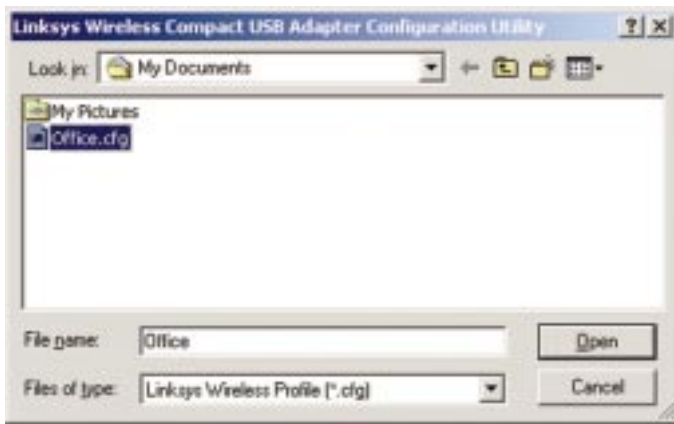 Linksys Wireless Compact USB Adapter Configuration Utility
Look in: My Documents
My Pictures
Office.cfg
File name: Office Open
Files of type: Linksys Wireless Profile (*.cfg) Cancel